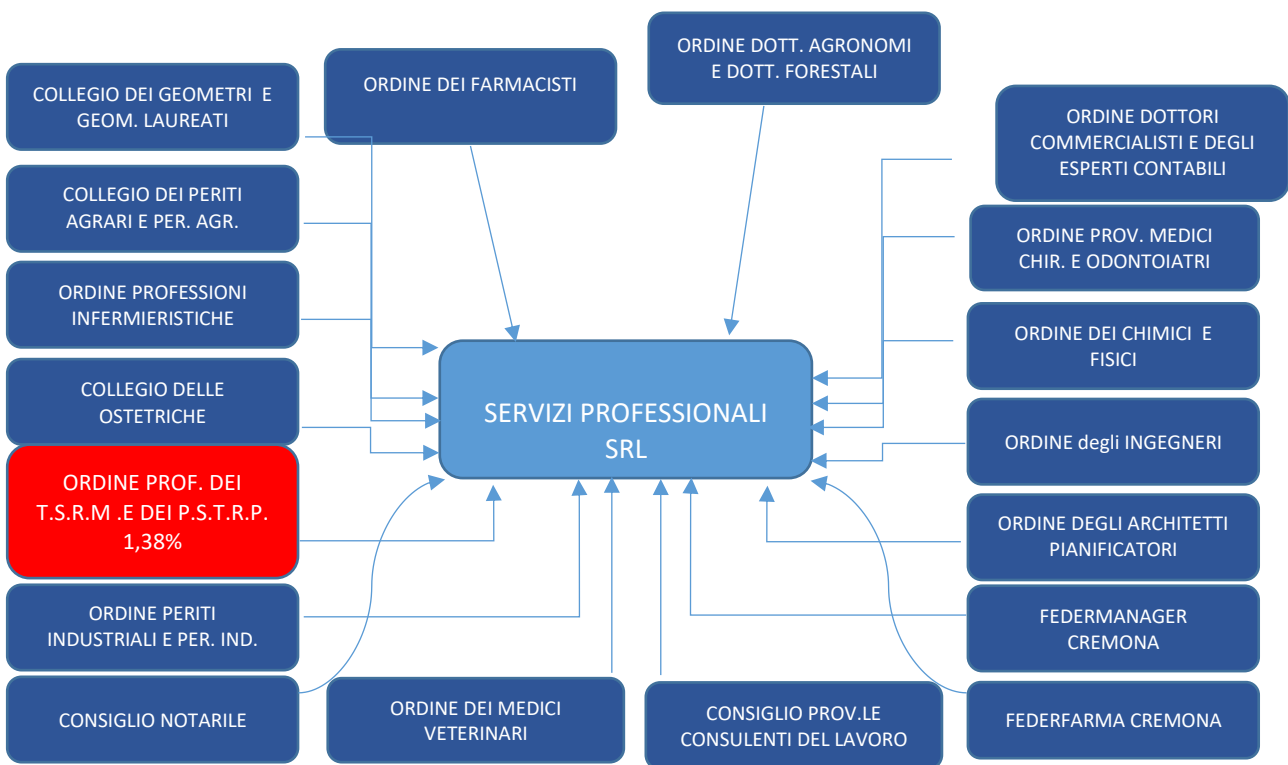 ORDINE DOTT. AGRONOMI
E DOTT. FORESTALI
ORDINE DEI FARMACISTI
COLLEGIO DEI GEOMETRI E
GEOM. LAUREATI
ORDINE DOTTORI
COMMERCIALISTI E DEGLI
ESPERTI CONTABILI
COLLEGIO DEI PERITI
AGRARI E PER. AGR.
ORDINE PROV. MEDICI
CHIR. E ODONTOIATRI
ORDINE PROFESSIONI
INFERMIERISTICHE
ORDINE DEI CHIMICI E
FISICI
COLLEGIO DELLE
OSTETRICHE
SERVIZI PROFESSIONALI
SRL
ORDINE degli INGEGNERI
ORDINE PROF. DEI
T.S.R.M .E DEI P.S.T.R.P.
1,38%
ORDINE DEGLI ARCHITETTI
PIANIFICATORI
ORDINE PERITI
INDUSTRIALI E PER. IND.
FEDERMANAGER
CREMONA
CONSIGLIO NOTARILE
ORDINE DEI MEDICI
VETERINARI
CONSIGLIO PROV.LE
CONSULENTI DEL LAVORO
FEDERFARMA CREMONA